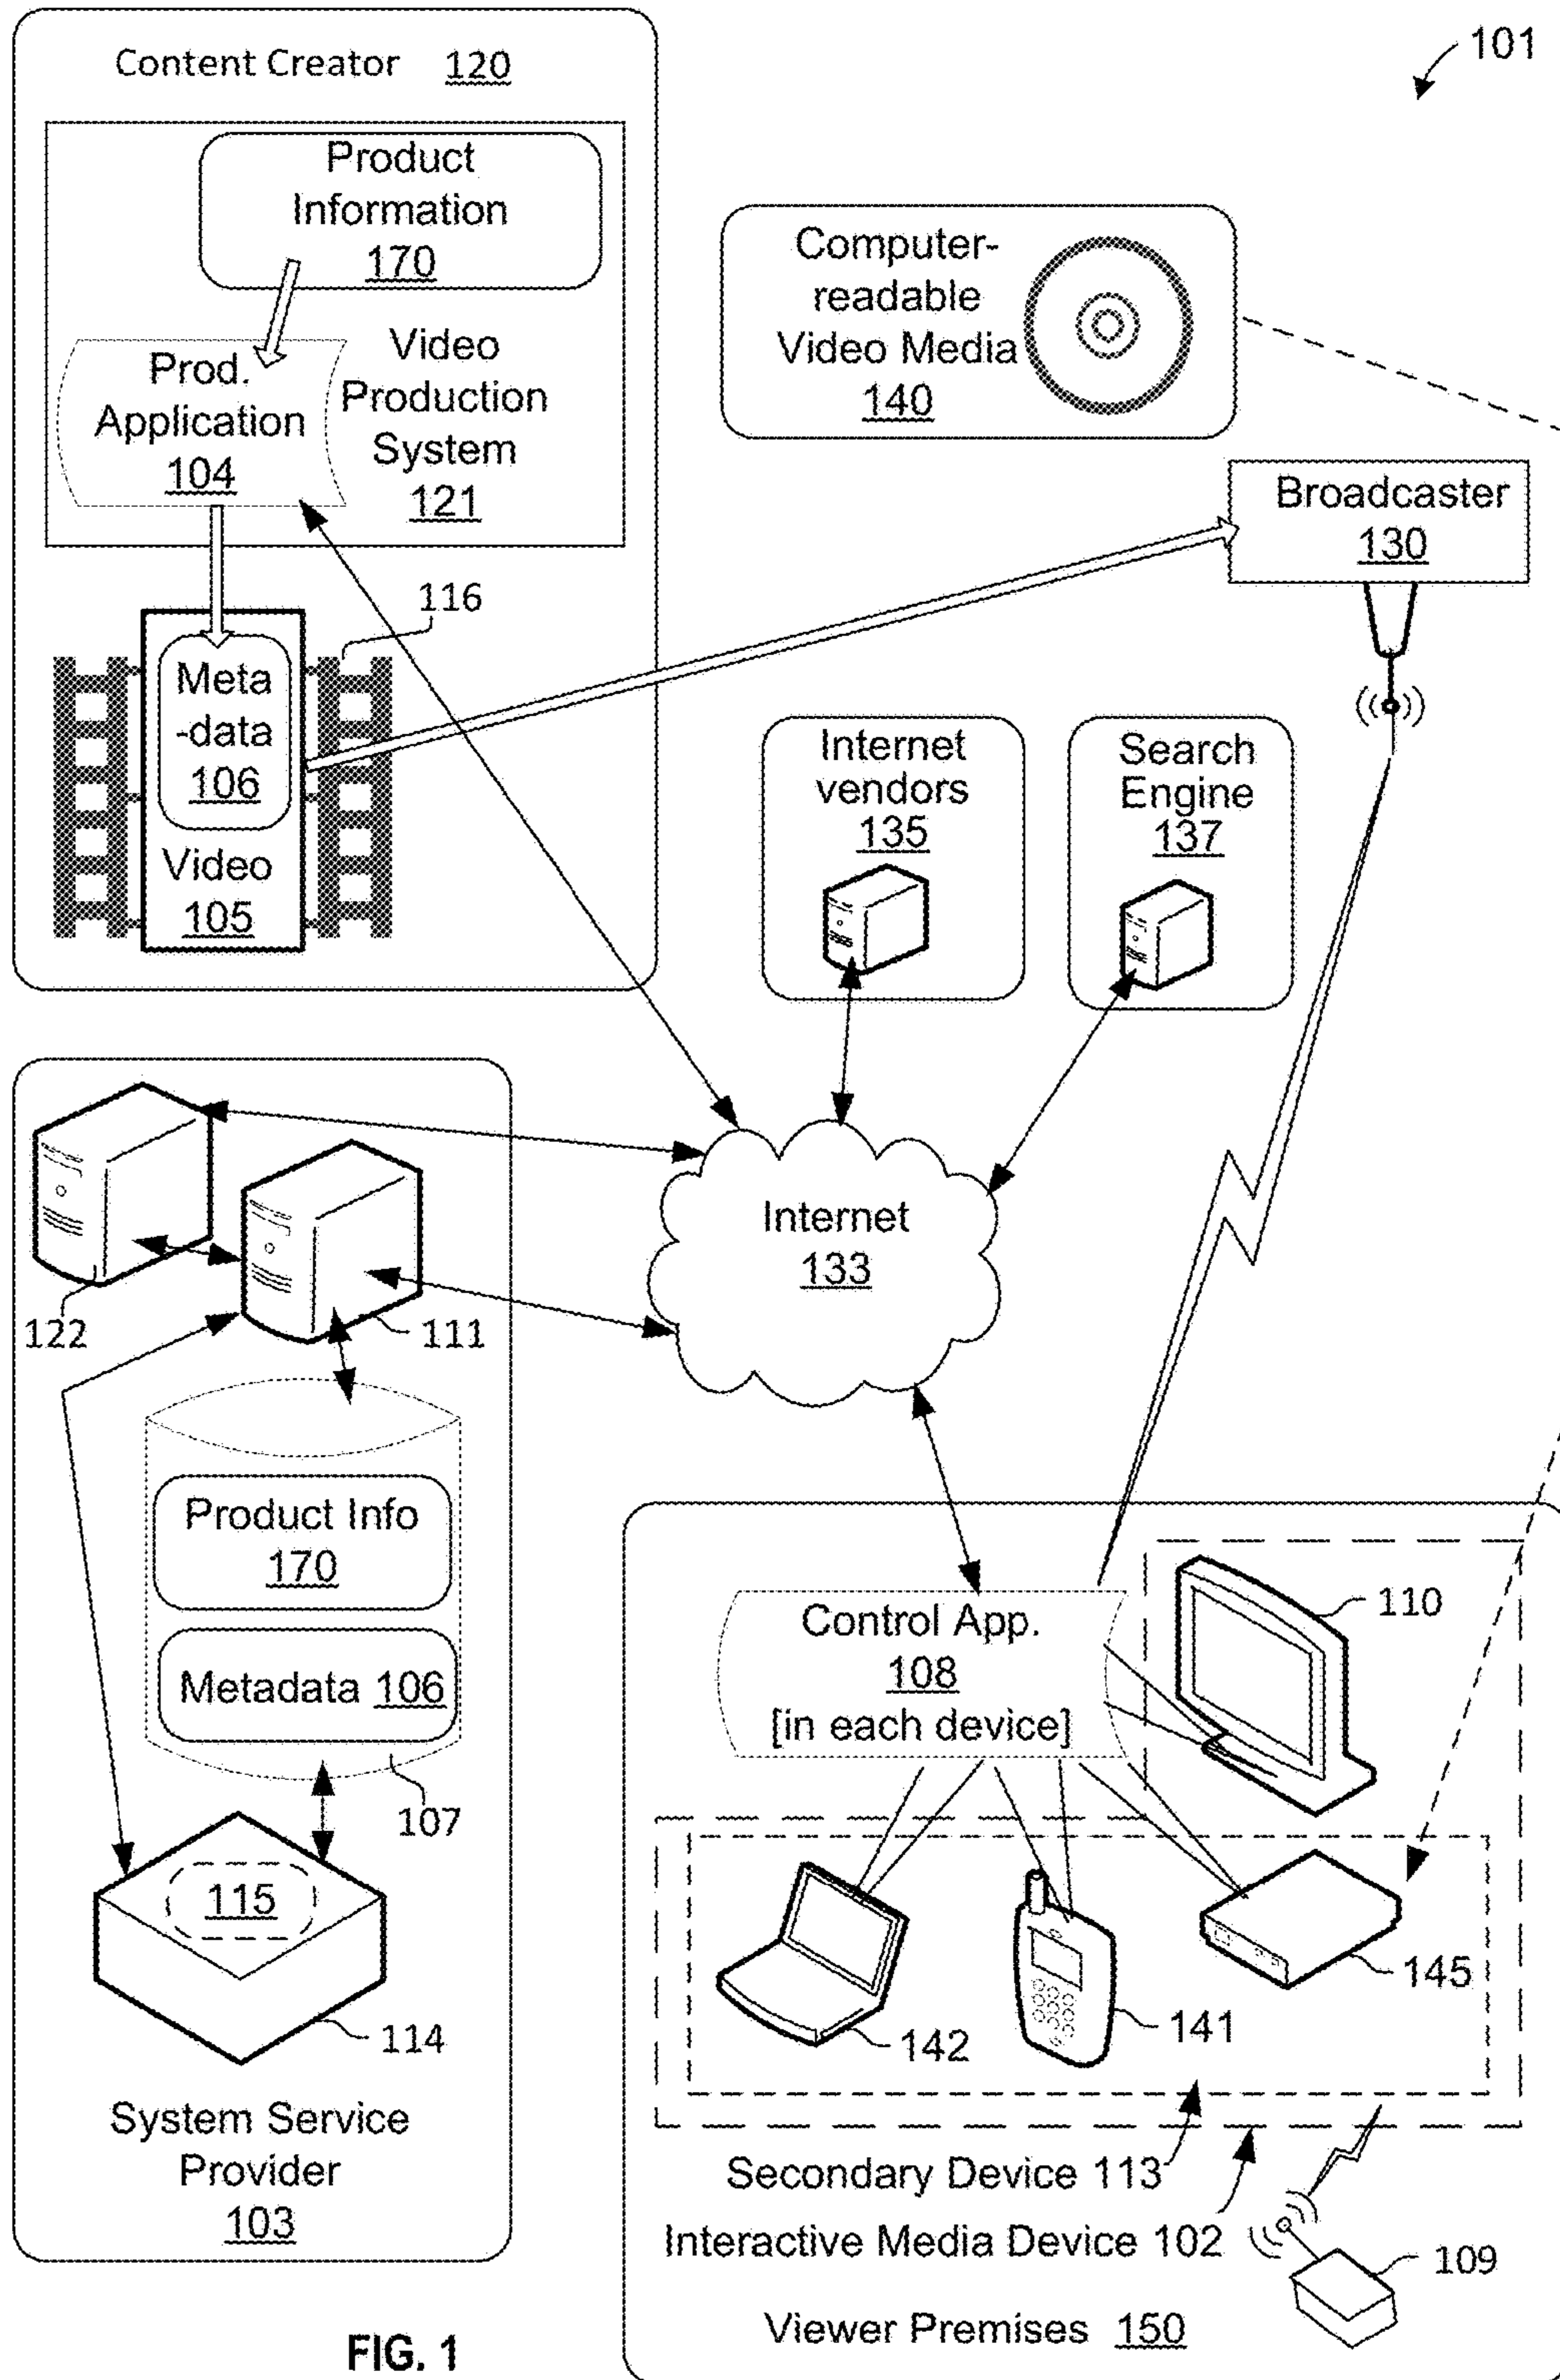 Content Creator 120
101
Product
Information
170
Prod.
Application
104
Video
Production
System
121
116
Meta
-data
106
Video
105
Computer-
readable
Video Media
140
Broadcaster
130
Internet
vendors
135
Search
Engine
137
Internet
133
122
111
Product Info
170
Metadata 106
107
115
114
System Service
Provider
103
Control App.
108
[in each device]
110
142
141
145
Secondary Device 113
Interactive Media Device 102
109
Viewer Premises 150
FIG. 1